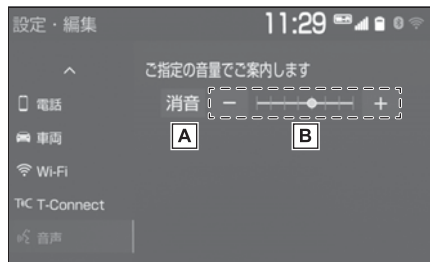 設定・編集 11:29
ご指定の音量でご案内します
電話
消音 − +
A B
車両
Wi-Fi
T-Connect
音声